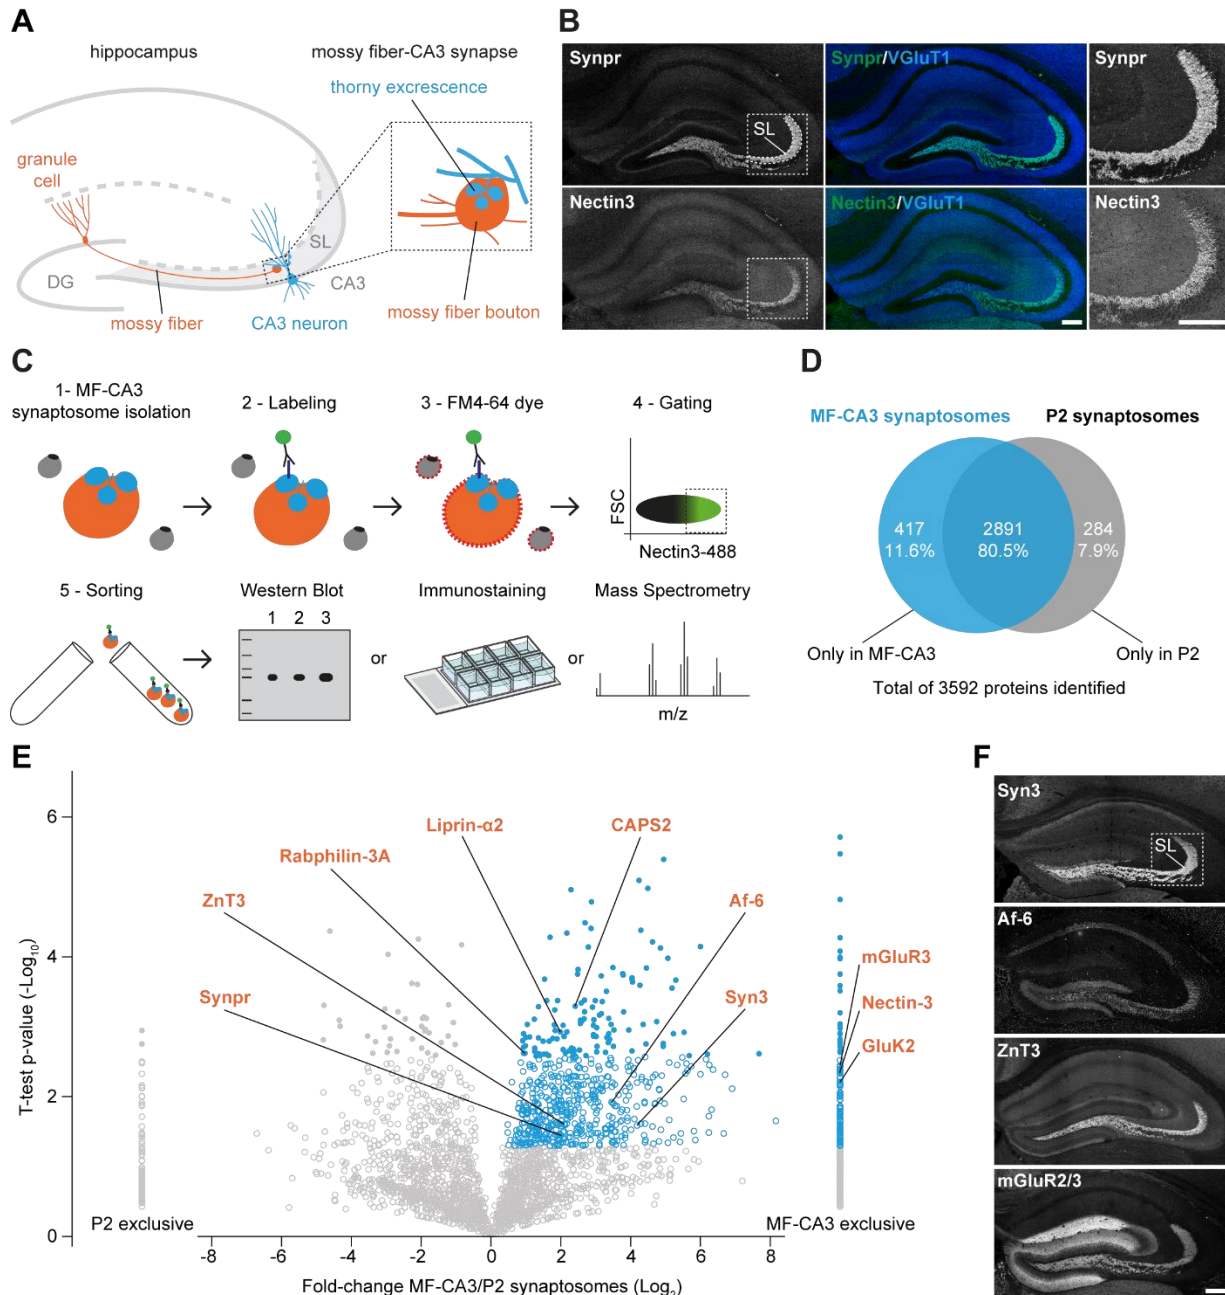 A
hippocampus
mossy fiber-CA3 synapse
thorny excrescence
granule
cell
SL
DG
CA3
mossy fiber
CA3 neuron
mossy fiber bouton
B
Synpr
Synpr/VGluT1
Synpr
SL
Nectin3
Nectin3/VGluT1
Nectin3
C
1- MF-CA3
synaptosome isolation
2 - Labeling
3 - FM4-64 dye
4 - Gating
FSC
Nectin3-488
5 - Sorting
Western Blot
1 2 3
or
Immunostaining
or
Mass Spectrometry
m/z
D
MF-CA3 synaptosomes
P2 synaptosomes
417
11.6%
2891
80.5%
284
7.9%
Only in MF-CA3
Only in P2
Total of 3592 proteins identified
E
T-test p-value (-Log10)
6
4
2
0
Liprin-α2
CAPS2
Rabphilin-3A
ZnT3
Af-6
Synpr
Syn3
mGluR3
Nectin-3
GluK2
P2 exclusive
MF-CA3 exclusive
-8 -6 -4 -2 0 2 4 6 8
Fold-change MF-CA3/P2 synaptosomes (Log2)
F
Syn3
SL
Af-6
ZnT3
mGluR2/3